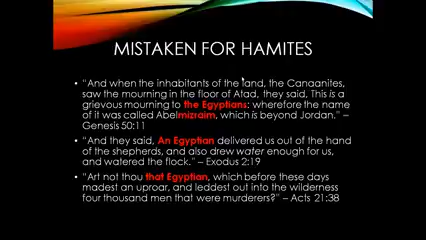 MISTAKEN FOR HAMITES
• "And when the inhabitants of the land, the Canaanites,
saw the mourning in the floor of Atad, they said, This is a
grievous mourning to the Egyptians: wherefore the name
of it was called Abelmizraim, which is beyond Jordan." –
Genesis 50:11
• "And they said, An Egyptian delivered us out of the hand
of the shepherds, and also drew water enough for us,
and watered the flock." – Exodus 2:19
• "Art not thou that Egyptian, which before these days
madest an uproar, and leddest out into the wilderness
four thousand men that were murderers?" – Acts 21:38